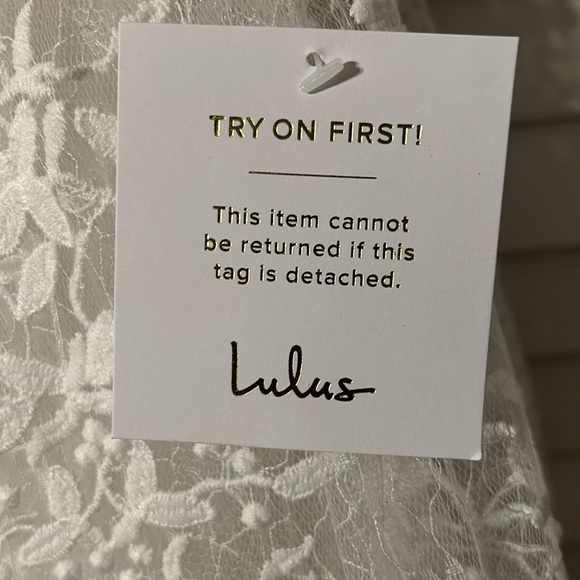 TRY ON FIRST!
This item cannot
be returned if this
tag is detached.
Lulus